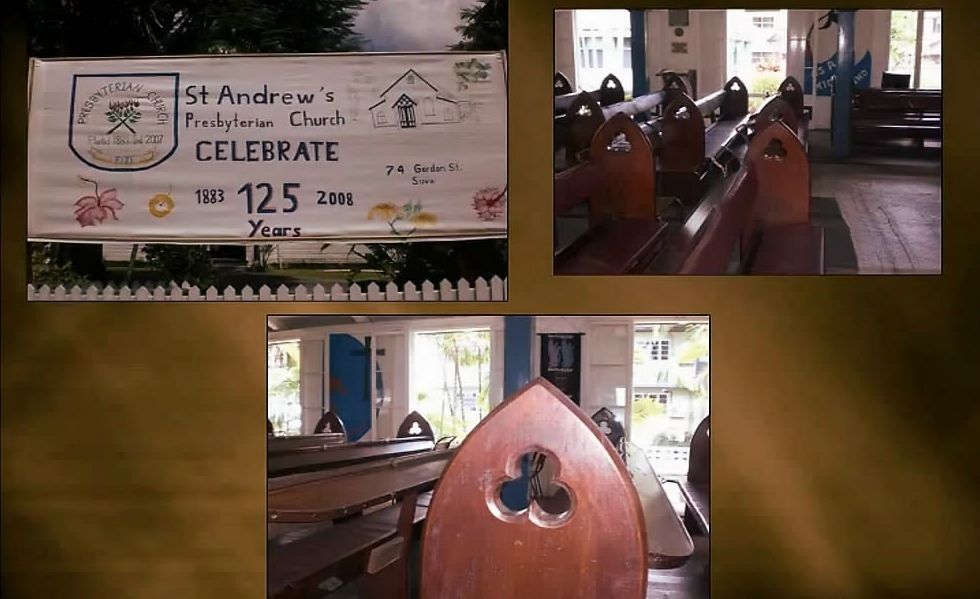 PRESBYTERIAN CHURCH
St Andrew's
Presbyterian Church
CELEBRATE
74 Gordon St.
Suva
1883 125 2008
Years